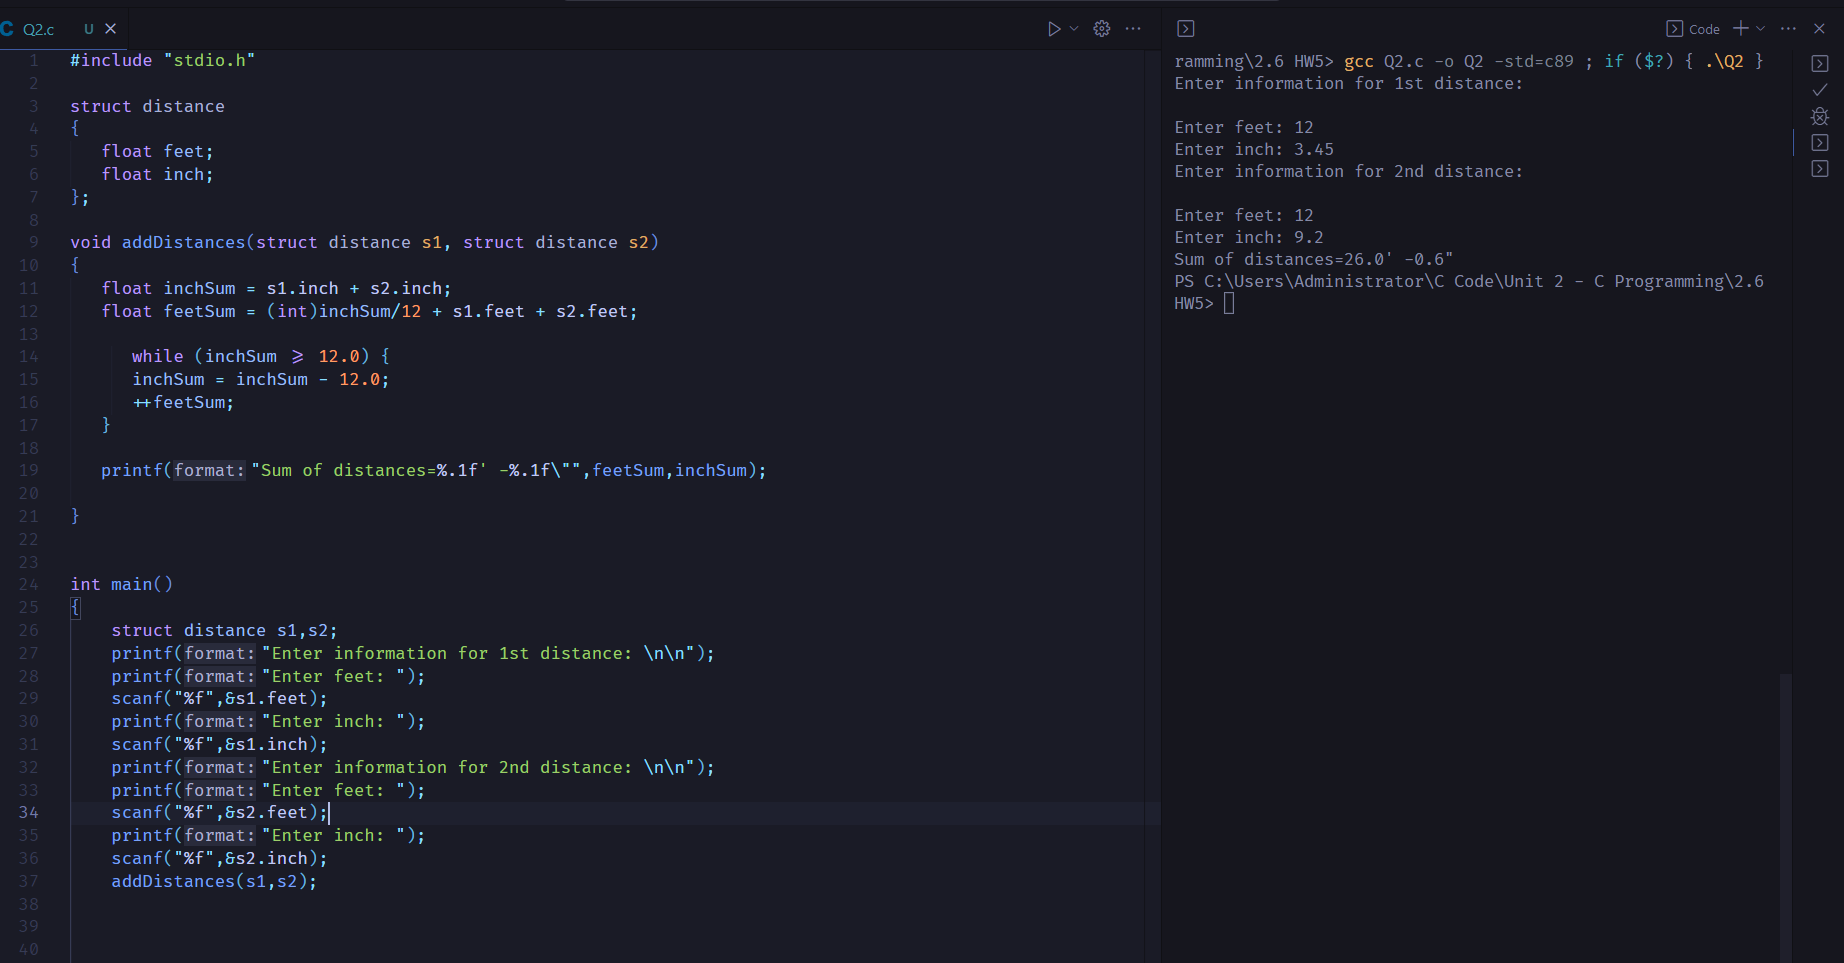 Q2.c U
1 #include "stdio.h"
2
3 struct distance
4 {
5 float feet;
6 float inch;
7 };
8
9 void addDistances(struct distance s1, struct distance s2)
10 {
11 float inchSum = s1.inch + s2.inch;
12 float feetSum = (int)inchSum/12 + s1.feet + s2.feet;
13
14 while (inchSum ≥ 12.0) {
15 inchSum = inchSum - 12.0;
16 ++feetSum;
17 }
18
19 printf(format: "Sum of distances=%.1f' -%.1f\"",feetSum,inchSum);
20
21 }
22
23
24 int main()
25 {
26 struct distance s1,s2;
27 printf(format: "Enter information for 1st distance: \n\n");
28 printf(format: "Enter feet: ");
29 scanf("%f",&s1.feet);
30 printf(format: "Enter inch: ");
31 scanf("%f",&s1.inch);
32 printf(format: "Enter information for 2nd distance: \n\n");
33 printf(format: "Enter feet: ");
34 scanf("%f",&s2.feet);
35 printf(format: "Enter inch: ");
36 scanf("%f",&s2.inch);
37 addDistances(s1,s2);
38
39
40
Code
ramming\2.6 HW5> gcc Q2.c -o Q2 -std=c89 ; if ($?) { .\Q2 }
Enter information for 1st distance:
Enter feet: 12
Enter inch: 3.45
Enter information for 2nd distance:
Enter feet: 12
Enter inch: 9.2
Sum of distances=26.0' -0.6"
PS C:\Users\Administrator\C Code\Unit 2 - C Programming\2.6
HW5>